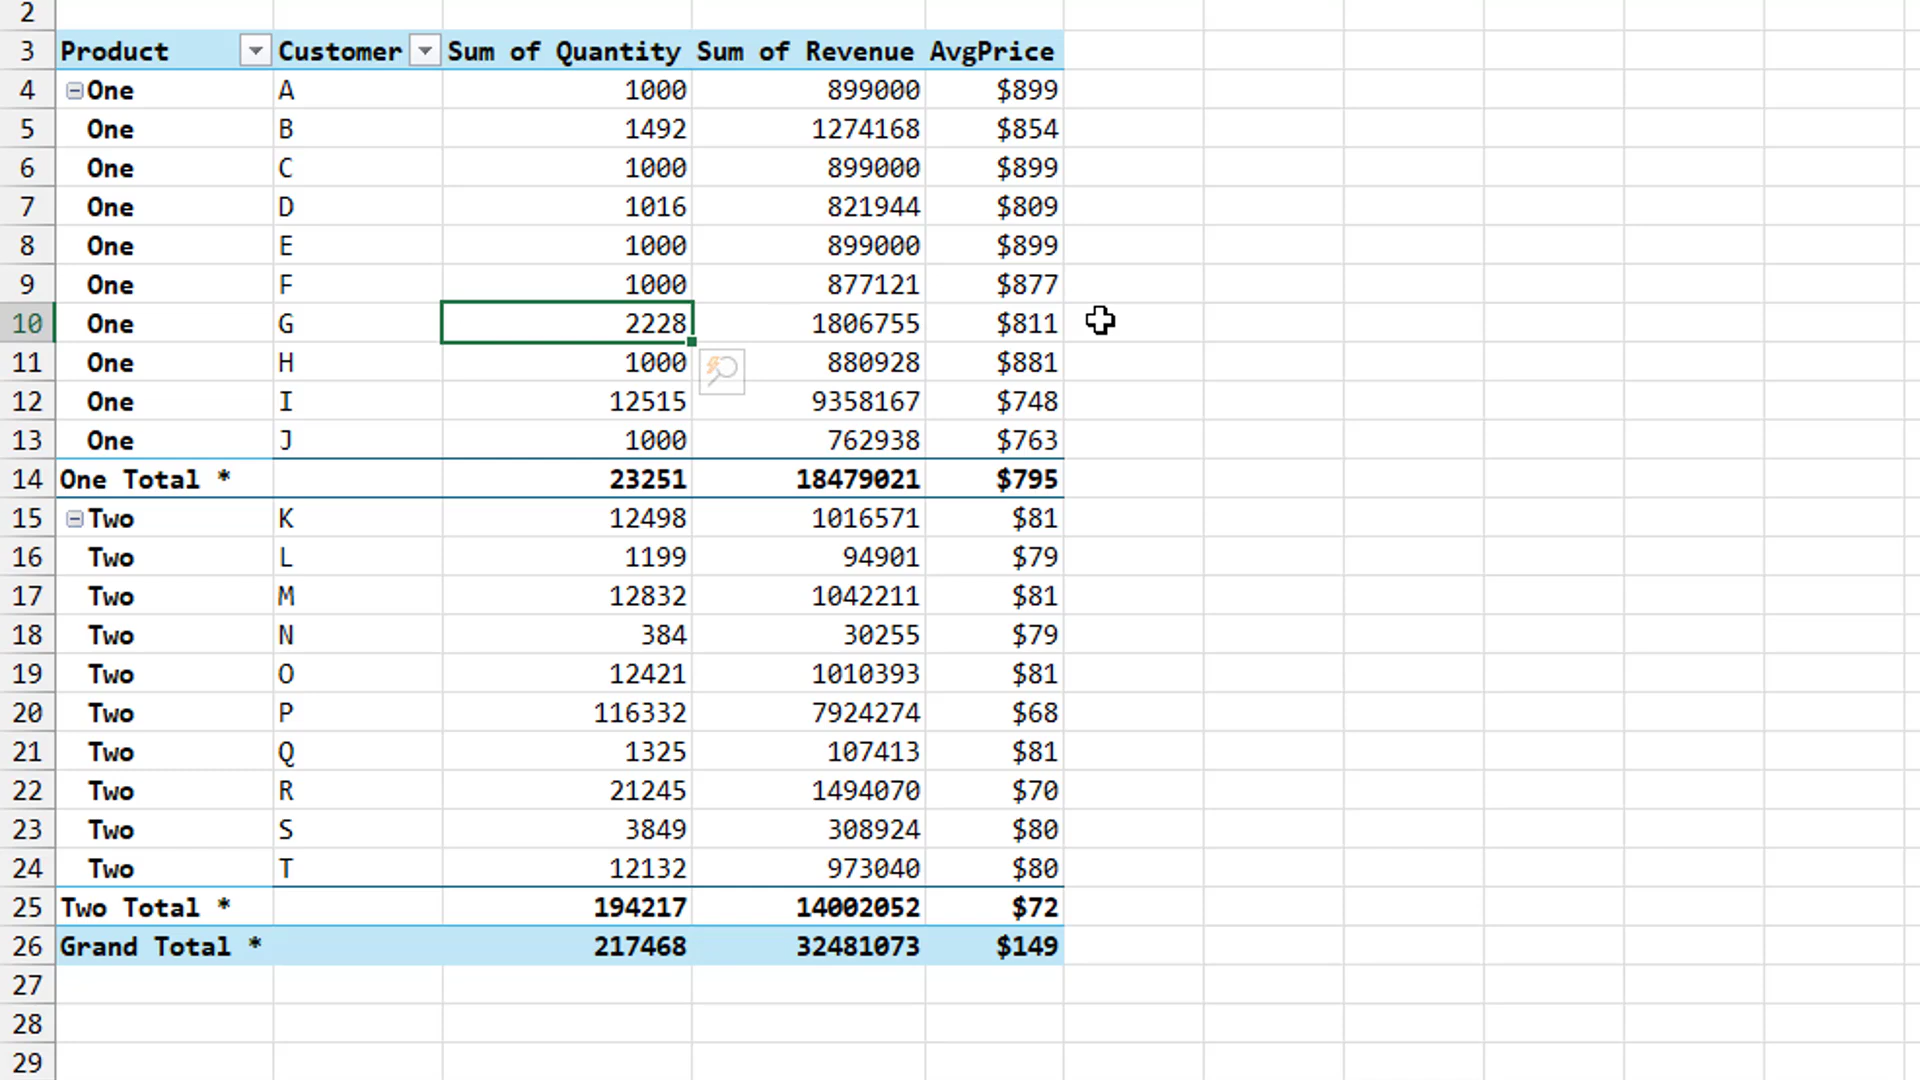 2
3 Product Customer Sum of Quantity Sum of Revenue AvgPrice
4 One A 1000 899000 $899
5 One B 1492 1274168 $854
6 One C 1000 899000 $899
7 One D 1016 821944 $809
8 One E 1000 899000 $899
9 One F 1000 877121 $877
10 One G 2228 1806755 $811
11 One H 1000 880928 $881
12 One I 12515 9358167 $748
13 One J 1000 762938 $763
14 One Total * 23251 18479021 $795
15 Two K 12498 1016571 $81
16 Two L 1199 94901 $79
17 Two M 12832 1042211 $81
18 Two N 384 30255 $79
19 Two O 12421 1010393 $81
20 Two P 116332 7924274 $68
21 Two Q 1325 107413 $81
22 Two R 21245 1494070 $70
23 Two S 3849 308924 $80
24 Two T 12132 973040 $80
25 Two Total * 194217 14002052 $72
26 Grand Total * 217468 32481073 $149
27
28
29